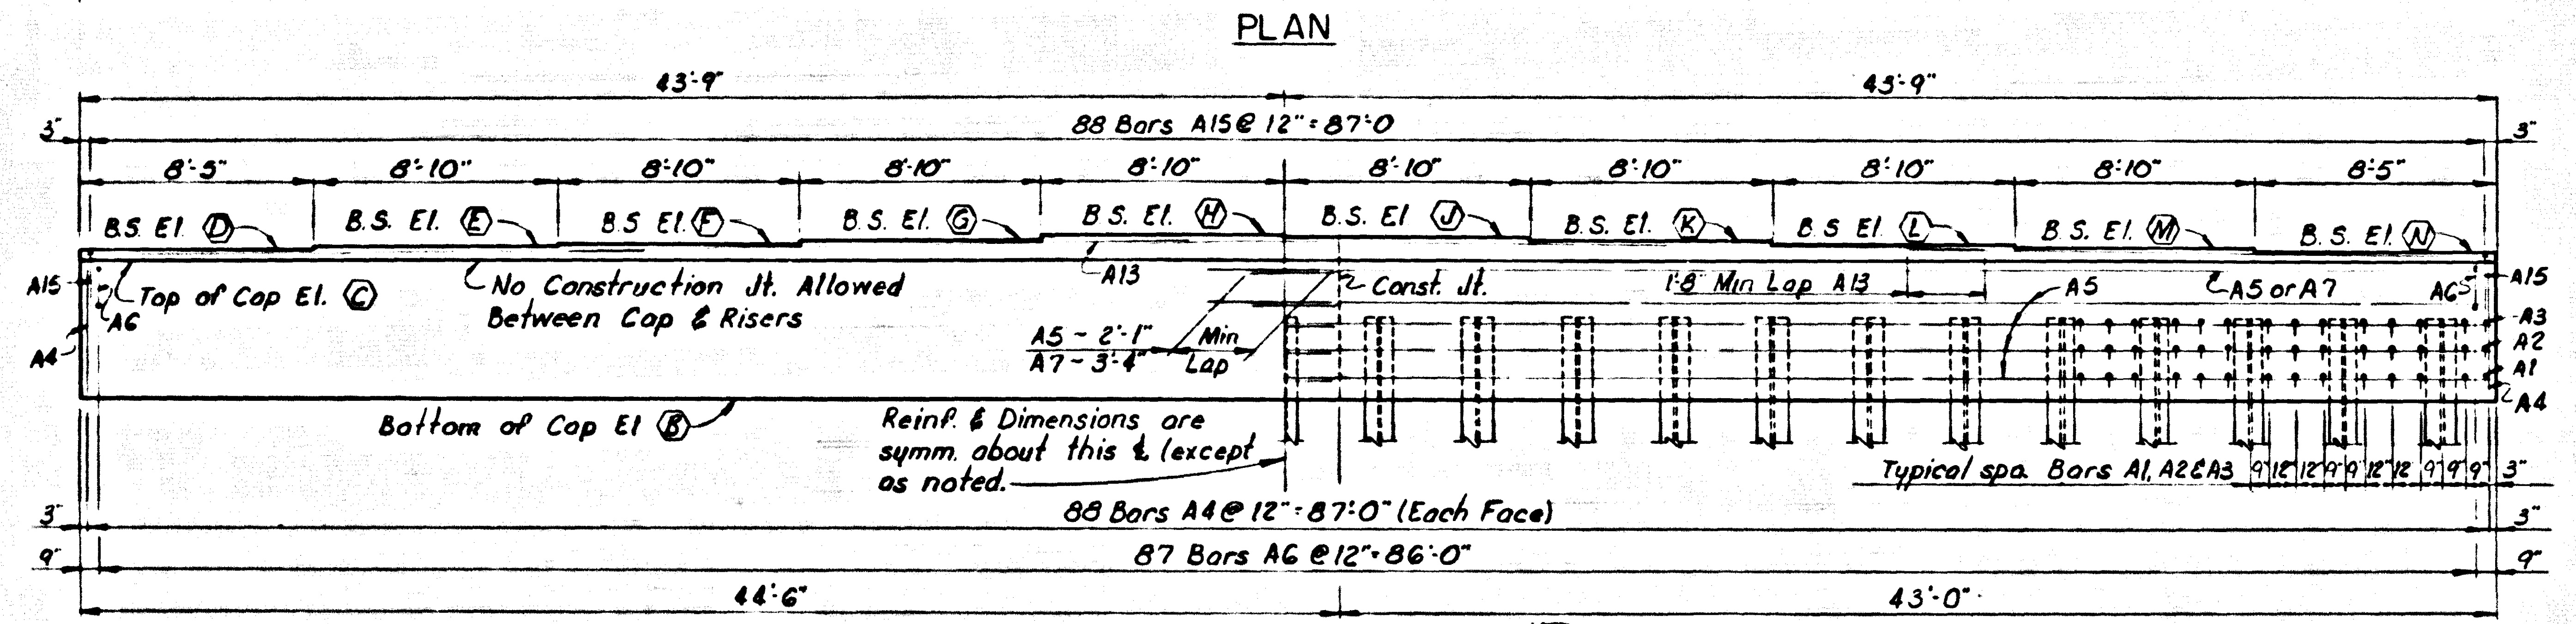 PLAN
43'-9" 43'-9"
3" 88 Bars A15 @ 12" = 87'-0 3"
8'-5" 8'-10" 8'-10" 8'-10" 8'-10" 8'-10" 8'-10" 8'-10" 8'-10" 8'-5"
B.S. El. D B.S. El. E B.S El. F B.S. El. G B.S. El. H B.S. El J B.S. El. K B.S El. L B.S. El. M B.S. El. N
A15 Top of Cap El. C No Construction Jt. Allowed A13 Const. Jt. 1'-8 Min Lap A13 A5 A5 or A7 A6 A15
A6 Between Cap & Risers A3
A4 A5 ~ 2'-1" Min A2
A7 ~ 3'-4" Lap A1
A4
Bottom of Cap El B
Reinf. & Dimensions are
symm. about this ℄ (except
as noted.
Typical spa. Bars A1, A2 & A3 9" 12" 12" 9" 9" 12" 12 9" 9" 9" 3"
3" 88 Bars A4 @ 12" = 87'-0" (Each Face) 3"
9" 87 Bars A6 @ 12" = 86'-0" 9"
44'-6" 43'-0"